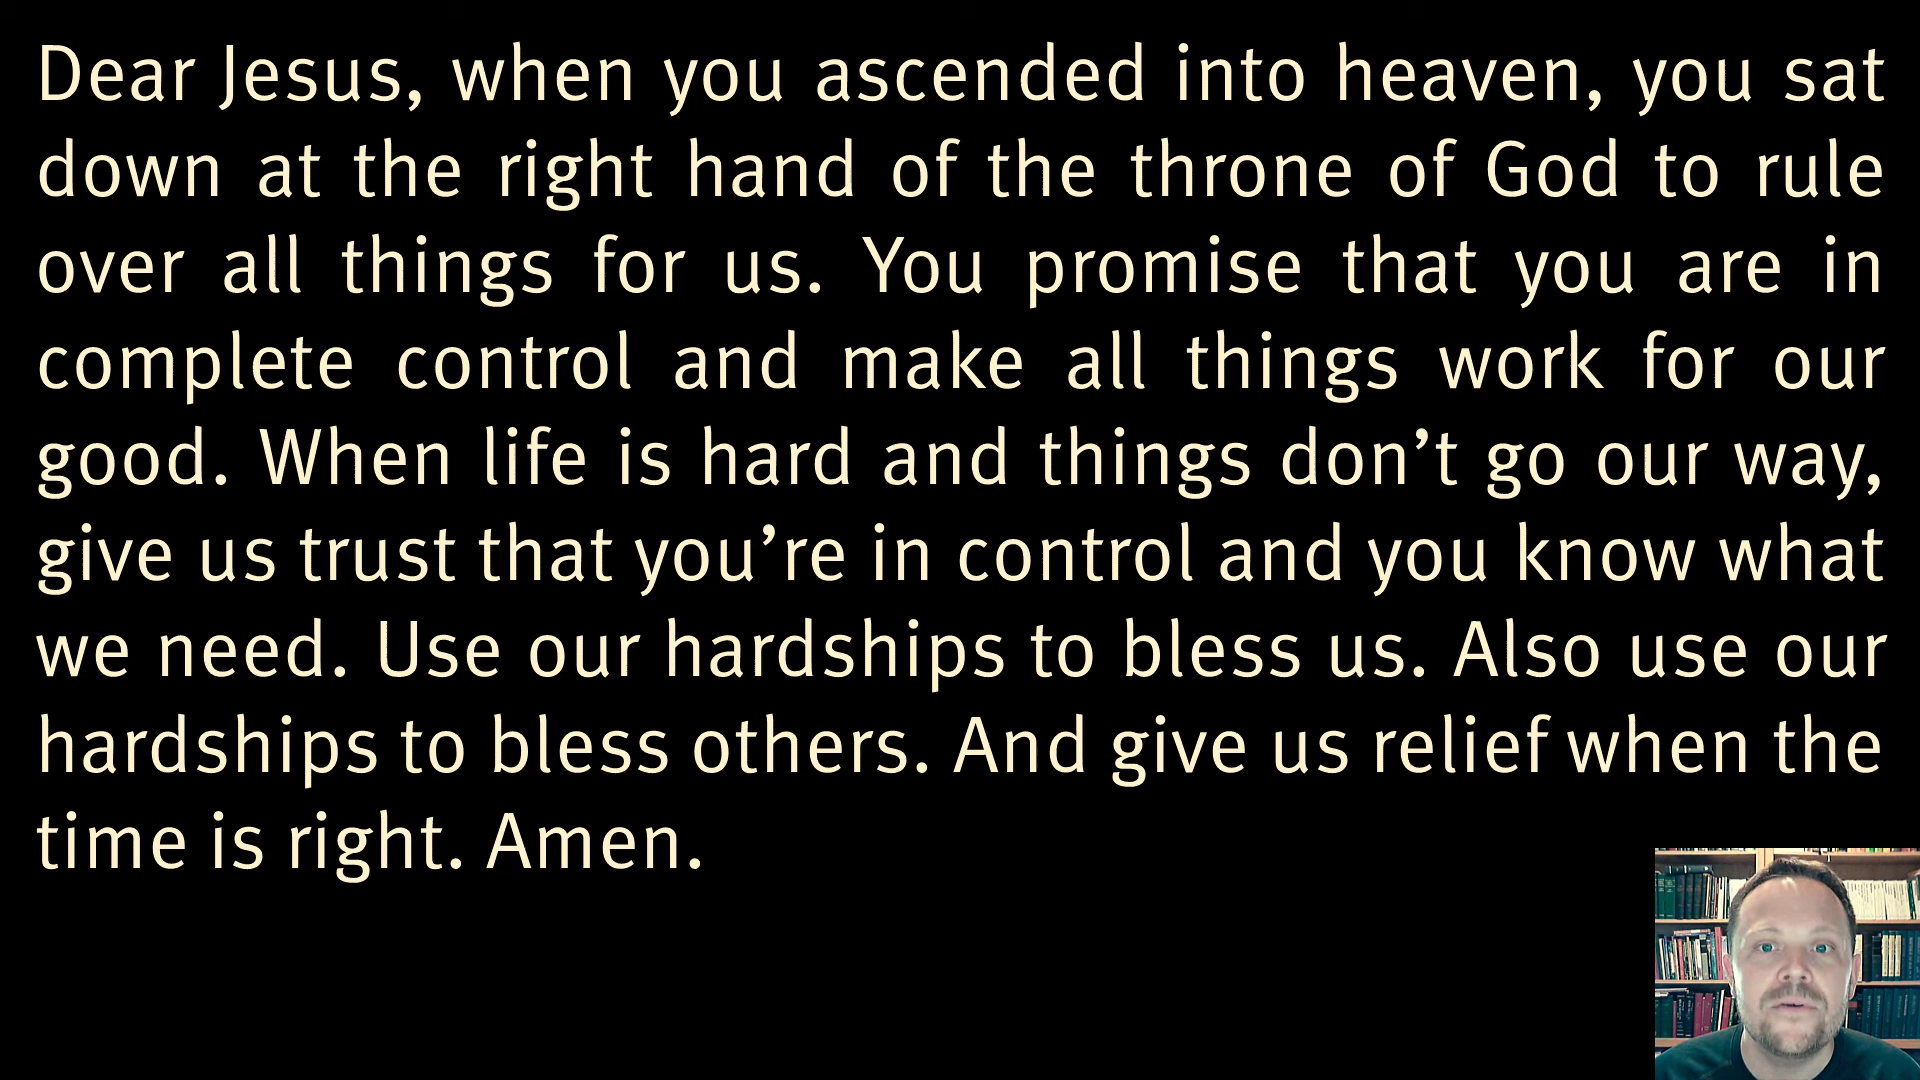 Dear Jesus, when you ascended into heaven, you sat
down at the right hand of the throne of God to rule
over all things for us. You promise that you are in
complete control and make all things work for our
good. When life is hard and things don’t go our way,
give us trust that you’re in control and you know what
we need. Use our hardships to bless us. Also use our
hardships to bless others. And give us relief when the
time is right. Amen.